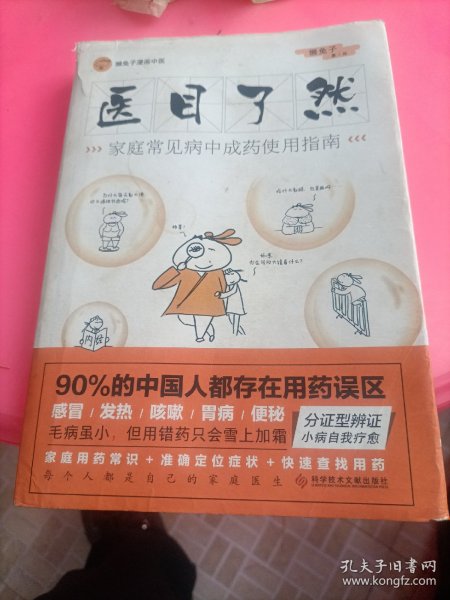 懒兔子漫画中医
懒兔子
医目了然
>>> 家庭常见病中成药使用指南 <<<
内经
90%的中国人都存在用药误区
感冒 / 发热 / 咳嗽 / 胃病 / 便秘
毛病虽小,但用错药只会雪上加霜
分证型辨证
小病自我疗愈
家庭用药常识 + 准确定位症状 + 快速查找用药
每个人都是自己的家庭医生
科学技术文献出版社
孔夫子旧书网
www.kongfz.com